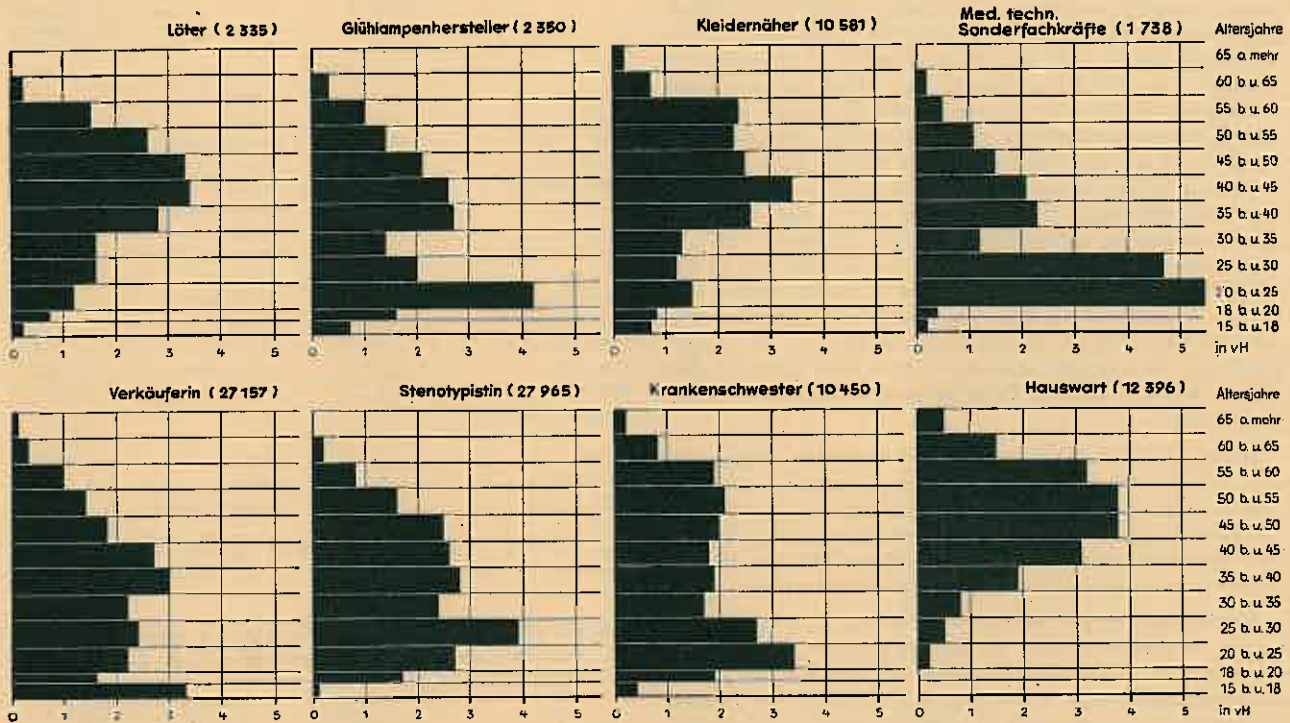 Löter ( 2 335)
Glühlampenhersteller ( 2 350)
Kleidernäher ( 10 581)
Med. techn.
Sonderfachkräfte ( 1 738)
Altersjahre
65 o. mehr
60 b. u. 65
55 b. u. 60
50 b. u. 55
45 b. u. 50
40 b. u. 45
35 b. u. 40
30 b. u. 35
25 b. u. 30
20 b. u. 25
18 b. u. 20
15 b. u. 18
0 1 2 3 4 5
0 1 2 3 4 5
0 1 2 3 4 5
0 1 2 3 4 5
in vH
Verkäuferin ( 27 157)
Stenotypistin ( 27 965)
Krankenschwester ( 10 450)
Hauswart ( 12 396)
Altersjahre
65 o. mehr
60 b. u. 65
55 b. u. 60
50 b. u. 55
45 b. u. 50
40 b. u. 45
35 b. u. 40
30 b. u. 35
25 b. u. 30
20 b. u. 25
18 b. u. 20
15 b. u. 18
0 1 2 3 4 5
0 1 2 3 4 5
0 1 2 3 4 5
0 1 2 3 4 5
in vH